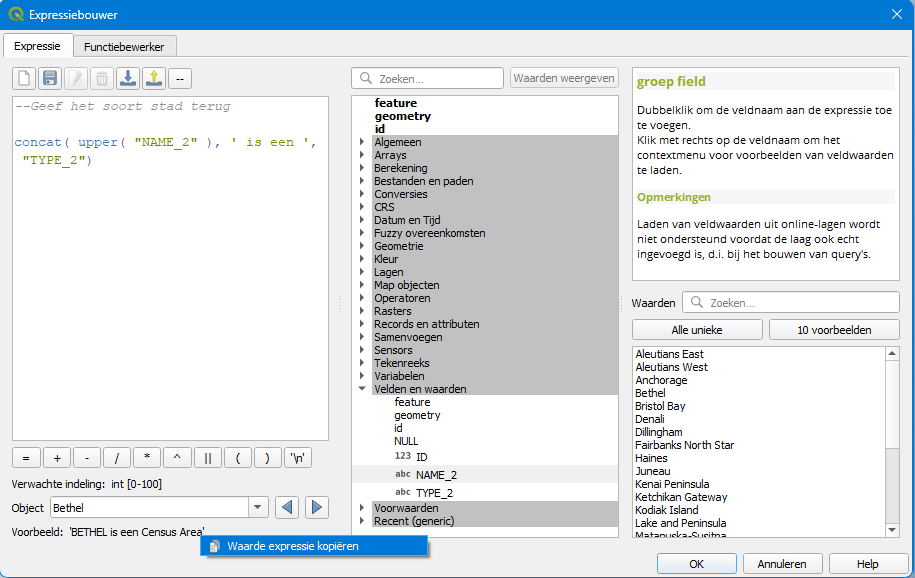 Expressiebouwer
Expressie
Functiebewerker
--
--Geef het soort stad terug
concat( upper( "NAME_2" ), ' is een ',
"TYPE_2")
= + - / * ^ || ( ) '\n'
Verwachte indeling: int [0-100]
Object Bethel
Voorbeeld: 'BETHEL is een Census Area'
Waarde expressie kopiëren
Zoeken...
Waarden weergeven
feature
geometry
id
Algemeen
Arrays
Berekening
Bestanden en paden
Conversies
CRS
Datum en Tijd
Fuzzy overeenkomsten
Geometrie
Kleur
Lagen
Map objecten
Operatoren
Rasters
Records en attributen
Samenvoegen
Sensors
Tekenreeks
Variabelen
Velden en waarden
feature
geometry
id
NULL
123 ID
abc NAME_2
abc TYPE_2
Voorwaarden
Recent (generic)
groep field
Dubbelklik om de veldnaam aan de expressie toe
te voegen.
Klik met rechts op de veldnaam om het
contextmenu voor voorbeelden van veldwaarden
te laden.
Opmerkingen
Laden van veldwaarden uit online-lagen wordt
niet ondersteund voordat de laag ook echt
ingevoegd is, d.i. bij het bouwen van query's.
Waarden Zoeken...
Alle unieke
10 voorbeelden
Aleutians East
Aleutians West
Anchorage
Bethel
Bristol Bay
Denali
Dillingham
Fairbanks North Star
Haines
Juneau
Kenai Peninsula
Ketchikan Gateway
Kodiak Island
Lake and Peninsula
Matanuska-Susitna
OK
Annuleren
Help